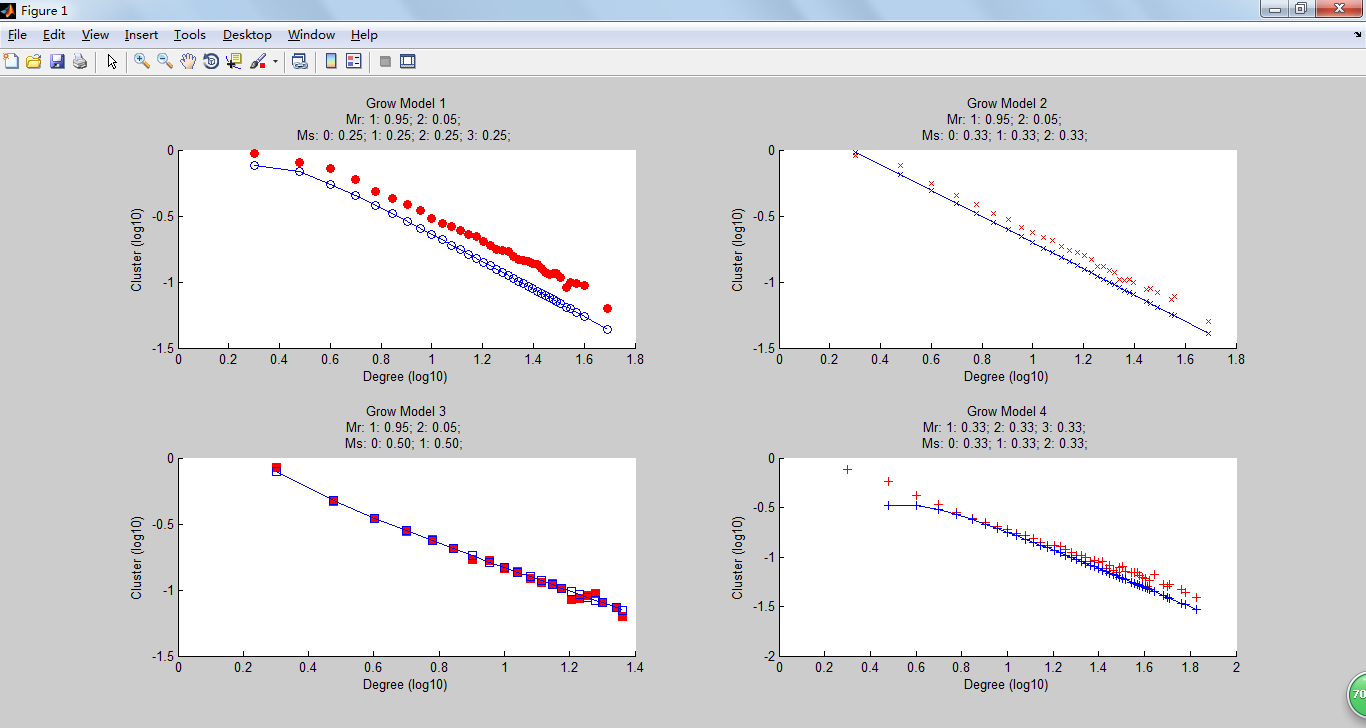 Figure 1
File Edit View Insert Tools Desktop Window Help
Grow Model 1
Mr: 1: 0.95; 2: 0.05;
Ms: 0: 0.25; 1: 0.25; 2: 0.25; 3: 0.25;
0
-0.5
-1
-1.5
Cluster (log10)
0 0.2 0.4 0.6 0.8 1 1.2 1.4 1.6 1.8
Degree (log10)
Grow Model 2
Mr: 1: 0.95; 2: 0.05;
Ms: 0: 0.33; 1: 0.33; 2: 0.33;
0
-0.5
-1
-1.5
Cluster (log10)
0 0.2 0.4 0.6 0.8 1 1.2 1.4 1.6 1.8
Degree (log10)
Grow Model 3
Mr: 1: 0.95; 2: 0.05;
Ms: 0: 0.50; 1: 0.50;
0
-0.5
-1
-1.5
Cluster (log10)
0 0.2 0.4 0.6 0.8 1 1.2 1.4
Degree (log10)
Grow Model 4
Mr: 1: 0.33; 2: 0.33; 3: 0.33;
Ms: 0: 0.33; 1: 0.33; 2: 0.33;
0
-0.5
-1
-1.5
-2
Cluster (log10)
0 0.2 0.4 0.6 0.8 1 1.2 1.4 1.6 1.8 2
Degree (log10)